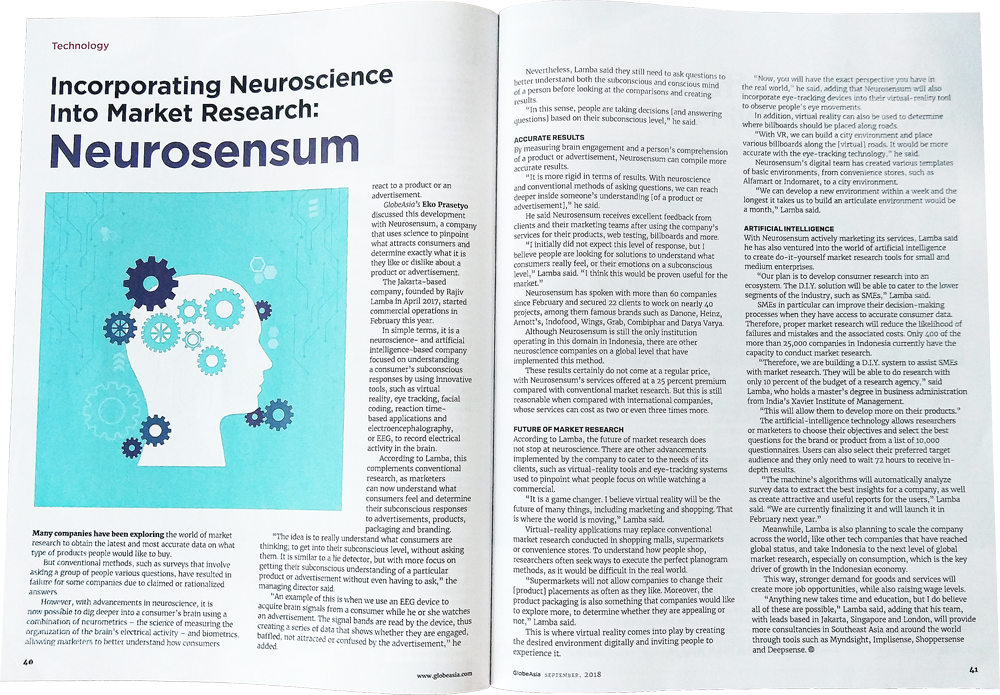 Technology
Incorporating Neuroscience
Into Market Research:
Neurosensum
Many companies have been exploring the world of market
research to obtain the latest and most accurate data on what
type of products people would like to buy.
But conventional methods, such as surveys that involve
asking a group of people various questions, have resulted in
failure for some companies due to claimed or rationalized
answers.
However, with advancements in neuroscience, it is
now possible to dig deeper into a consumer's brain using a
combination of neurometrics – the science of measuring the
organization of the brain's electrical activity – and biometrics,
allowing marketers to better understand how consumers
react to a product or an
advertisement.
GlobeAsia's Eko Prasetyo
discussed this development
with Neurosensum, a company
that uses science to pinpoint
what attracts consumers and
determine exactly what it is
they like or dislike about a
product or advertisement.
The Jakarta-based
company, founded by Rajiv
Lamba in April 2017, started
commercial operations in
February this year.
In simple terms, it is a
neuroscience- and artificial
intelligence-based company
focused on understanding
a consumer's subconscious
responses by using innovative
tools, such as virtual
reality, eye tracking, facial
coding, reaction time-
based applications and
electroencephalography,
or EEG, to record electrical
activity in the brain.
According to Lamba, this
complements conventional
research, as marketers
can now understand what
consumers feel and determine
their subconscious responses
to advertisements, products,
packaging and branding.
"The idea is to really understand what consumers are
thinking; to get into their subconscious level, without asking
them. It is similar to a lie detector, but with more focus on
getting their subconscious understanding of a particular
product or advertisement without even having to ask," the
managing director said.
"An example of this is when we use an EEG device to
acquire brain signals from a consumer while he or she watches
an advertisement. The signal bands are read by the device, thus
creating a series of data that shows whether they are engaged,
baffled, not attracted or confused by the advertisement," he
added.
40
www.globeasia.com
Nevertheless, Lamba said they still need to ask questions to
better understand both the subconscious and conscious mind
of a person before looking at the comparisons and creating
results.
"In this sense, people are taking decisions [and answering
questions] based on their subconscious level," he said.
ACCURATE RESULTS
By measuring brain engagement and a person's comprehension
of a product or advertisement, Neurosensum can compile more
accurate results.
"It is more rigid in terms of results. With neuroscience
and conventional methods of asking questions, we can reach
deeper inside someone's understanding [of a product or
advertisement]," he said.
He said Neurosensum receives excellent feedback from
clients and their marketing teams after using the company's
services for their products, web testing, billboards and more.
"I initially did not expect this level of response, but I
believe people are looking for solutions to understand what
consumers really feel, or their emotions on a subconscious
level," Lamba said. "I think this would be proven useful for the
market."
Neurosensum has spoken with more than 60 companies
since February and secured 22 clients to work on nearly 40
projects, among them famous brands such as Danone, Heinz,
Arnott's, Indofood, Wings, Grab, Combiphar and Darya Varya.
Although Neurosensum is still the only institution
operating in this domain in Indonesia, there are other
neuroscience companies on a global level that have
implemented this method.
These results certainly do not come at a regular price,
with Neurosensum's services offered at a 25 percent premium
compared with conventional market research. But this is still
reasonable when compared with international companies,
whose services can cost as two or even three times more.
FUTURE OF MARKET RESEARCH
According to Lamba, the future of market research does
not stop at neuroscience. There are other advancements
implemented by the company to cater to the needs of its
clients, such as virtual-reality tools and eye-tracking systems
used to pinpoint what people focus on while watching a
commercial.
"It is a game changer. I believe virtual reality will be the
future of many things, including marketing and shopping. That
is where the world is moving," Lamba said.
Virtual-reality applications may replace conventional
market research conducted in shopping malls, supermarkets
or convenience stores. To understand how people shop,
researchers often seek ways to execute the perfect planogram
methods, as it would be difficult in the real world.
"Supermarkets will not allow companies to change their
[product] placements as often as they like. Moreover, the
product packaging is also something that companies would like
to explore more, to determine whether they are appealing or
not," Lamba said.
This is where virtual reality comes into play by creating
the desired environment digitally and inviting people to
experience it.
"Now, you will have the exact perspective you have in
the real world," he said, adding that Neurosensum will also
incorporate eye-tracking devices into their virtual-reality tool
to observe people's eye movements.
In addition, virtual reality can also be used to determine
where billboards should be placed along roads.
"With VR, we can build a city environment and place
various billboards along the [virtual] roads. It would be more
accurate with the eye-tracking technology," he said.
Neurosensum's digital team has created various templates
of basic environments, from convenience stores, such as
Alfamart or Indomaret, to a city environment.
"We can develop a new environment within a week and the
longest it takes us to build an articulate environment would be
a month," Lamba said.
ARTIFICIAL INTELLIGENCE
With Neurosensum actively marketing its services, Lamba said
he has also ventured into the world of artificial intelligence
to create do-it-yourself market research tools for small and
medium enterprises.
"Our plan is to develop consumer research into an
ecosystem. The D.I.Y. solution will be able to cater to the lower
segments of the industry, such as SMEs," Lamba said.
SMEs in particular can improve their decision-making
processes when they have access to accurate consumer data.
Therefore, proper market research will reduce the likelihood of
failures and mistakes and the associated costs. Only 400 of the
more than 25,000 companies in Indonesia currently have the
capacity to conduct market research.
"Therefore, we are building a D.I.Y. system to assist SMEs
with market research. They will be able to do research with
only 10 percent of the budget of a research agency," said
Lamba, who holds a master's degree in business administration
from India's Xavier Institute of Management.
"This will allow them to develop more on their products."
The artificial-intelligence technology allows researchers
or marketers to choose their objectives and select the best
questions for the brand or product from a list of 10,000
questionnaires. Users can also select their preferred target
audience and they only need to wait 72 hours to receive in-
depth results.
"The machine's algorithms will automatically analyze
survey data to extract the best insights for a company, as well
as create attractive and useful reports for the users," Lamba
said. "We are currently finalizing it and will launch it in
February next year."
Meanwhile, Lamba is also planning to scale the company
across the world, like other tech companies that have reached
global status, and take Indonesia to the next level of global
market research, especially on consumption, which is the key
driver of growth in the Indonesian economy.
This way, stronger demand for goods and services will
create more job opportunities, while also raising wage levels.
"Anything new takes time and education, but I do believe
all of these are possible," Lamba said, adding that his team,
with leads based in Jakarta, Singapore and London, will provide
more consultancies in Southeast Asia and around the world
through tools such as Myndsight, Implisense, Shoppersense
and Deepsense.
GlobeAsia SEPTEMBER, 2018
41